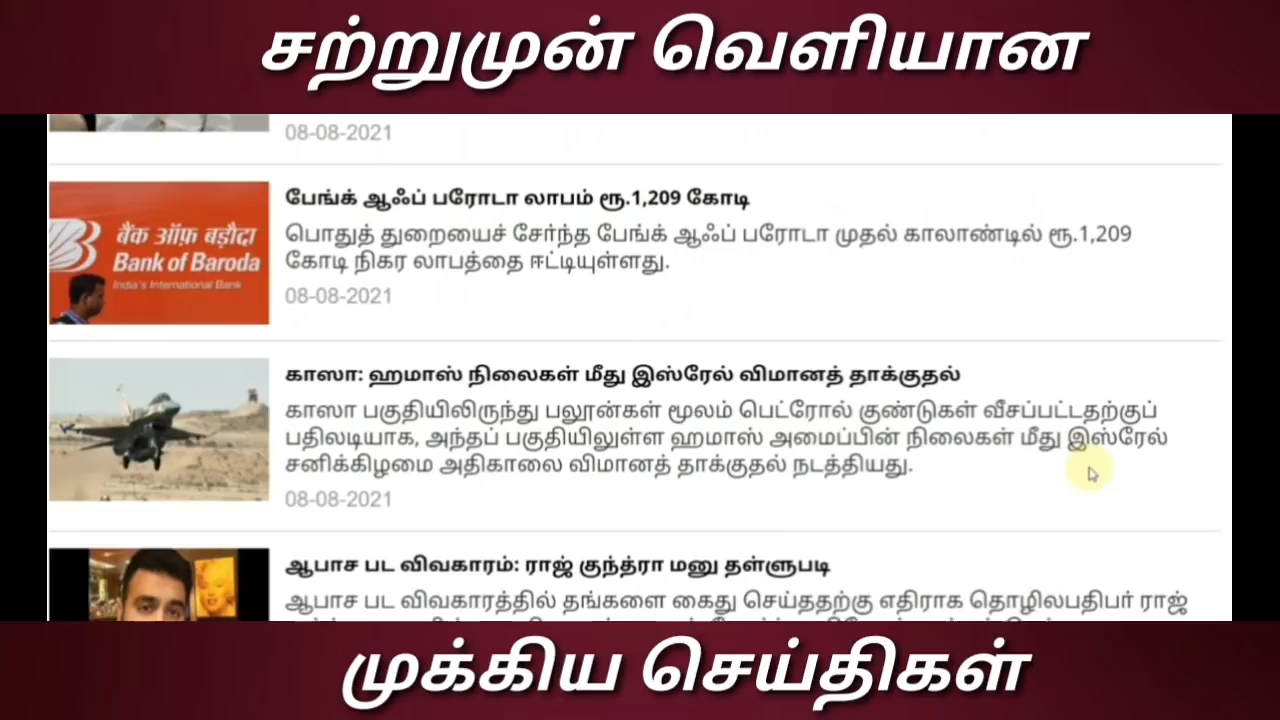 சற்றுமுன் வெளியான
08-08-2021
பேங்க் ஆஃப் பரோடா லாபம் ரூ.1,209 கோடி
बैंक ऑफ़ बड़ौदा
Bank of Baroda
India's International Bank
பொதுத் துறையைச் சேர்ந்த பேங்க் ஆஃப் பரோடா முதல் காலாண்டில் ரூ.1,209
கோடி நிகர லாபத்தை ஈட்டியுள்ளது.
08-08-2021
காஸா: ஹமாஸ் நிலைகள் மீது இஸ்ரேல் விமானத் தாக்குதல்
காஸா பகுதியிலிருந்து பலூன்கள் மூலம் பெட்ரோல் குண்டுகள் வீசப்பட்டதற்குப்
பதிலடியாக, அந்தப் பகுதியிலுள்ள ஹமாஸ் அமைப்பின் நிலைகள் மீது இஸ்ரேல்
சனிக்கிழமை அதிகாலை விமானத் தாக்குதல் நடத்தியது.
08-08-2021
ஆபாச பட விவகாரம்: ராஜ் குந்த்ரா மனு தள்ளுபடி
ஆபாச பட விவகாரத்தில் தங்களை கைது செய்ததற்கு எதிராக தொழிலபதிபர் ராஜ்
முக்கிய செய்திகள்